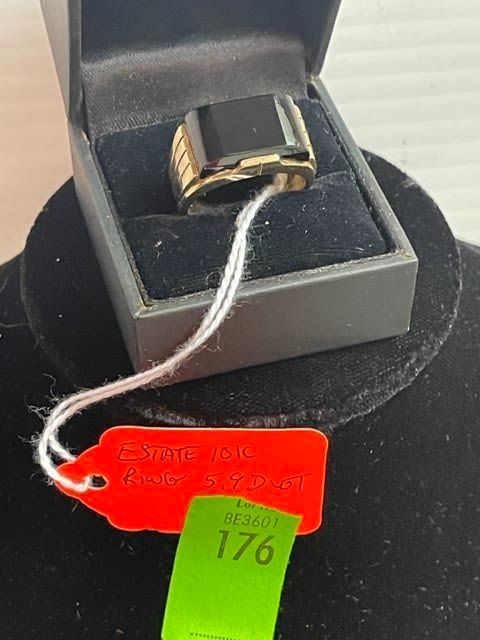 ESTATE 10K
RING 5.9 DWT
BE3601
176